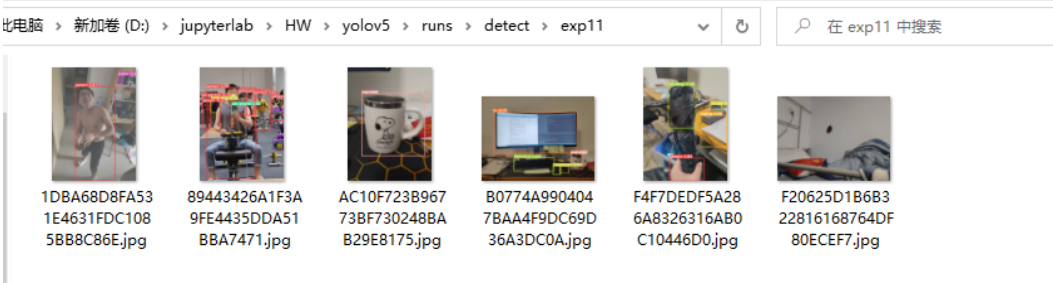 此电脑 > 新加卷 (D:) > jupyterlab > HW > yolov5 > runs > detect > exp11
在 exp11 中搜索
1DBA68D8FA53
1E4631FDC108
5BB8C86E.jpg
89443426A1F3A
9FE4435DDA51
BBA7471.jpg
AC10F723B967
73BF730248BA
B29E8175.jpg
B0774A990404
7BAA4F9DC69D
36A3DC0A.jpg
F4F7DEDF5A28
6A8326316AB0
C10446D0.jpg
F20625D1B6B3
22816168764DF
80ECEF7.jpg